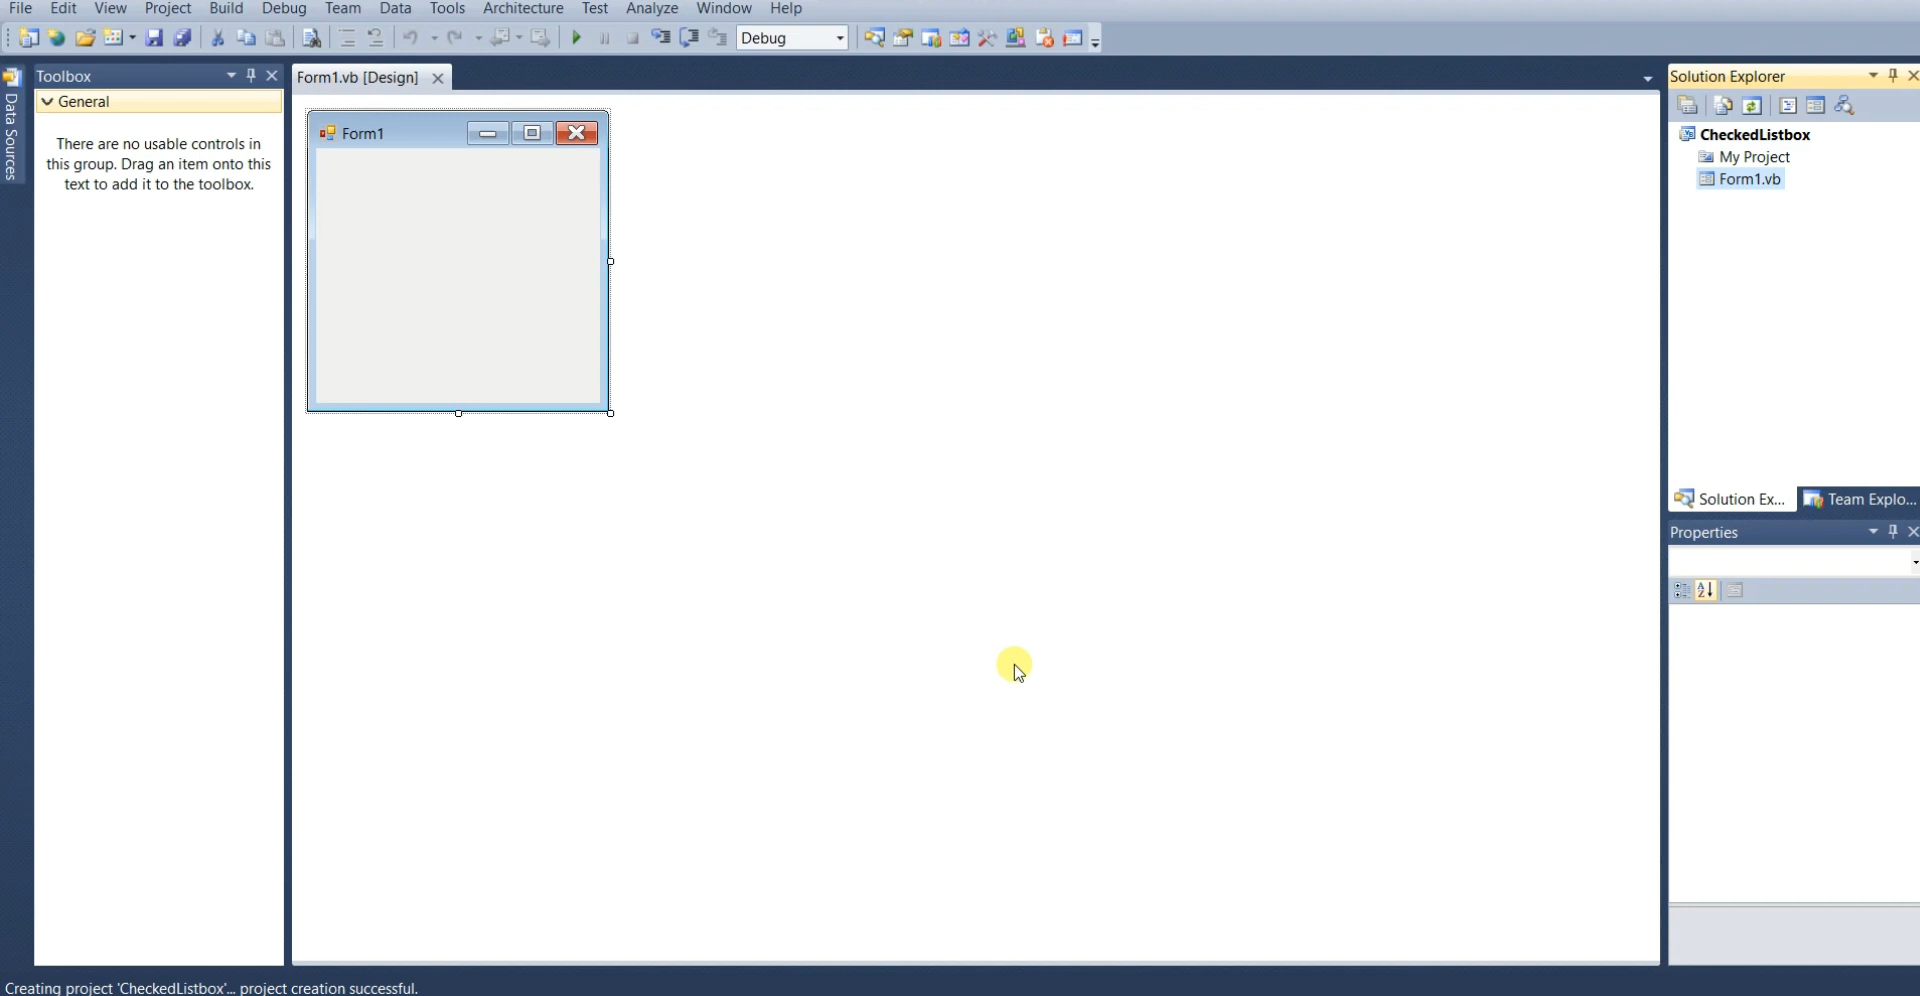 File Edit View Project Build Debug Team Data Tools Architecture Test Analyze Window Help
Debug
Data Sources
Toolbox
General
There are no usable controls in
this group. Drag an item onto this
text to add it to the toolbox.
Form1.vb [Design]
Form1
Solution Explorer
CheckedListbox
My Project
Form1.vb
Solution Ex...
Team Explo...
Properties
Creating project 'CheckedListbox'... project creation successful.